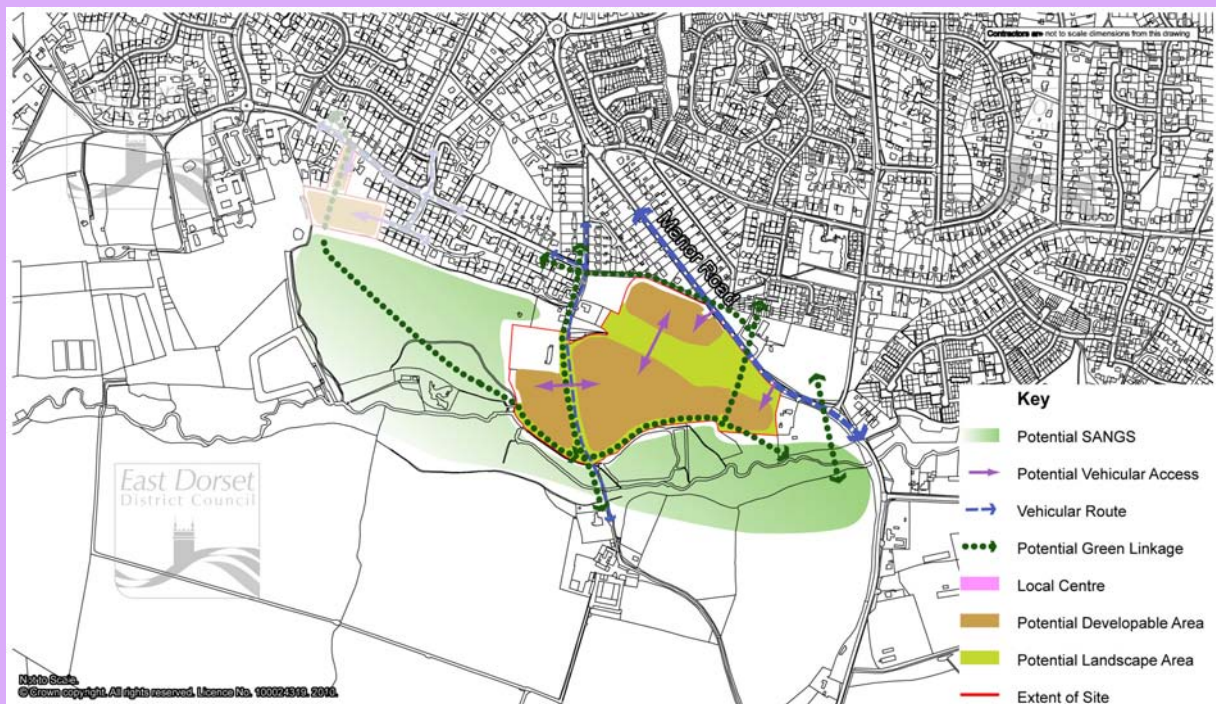 Contractors are not to scale dimensions from this drawing
Manor Road
East Dorset
District Council
Key
Potential SANGS
Potential Vehicular Access
Vehicular Route
Potential Green Linkage
Local Centre
Potential Developable Area
Potential Landscape Area
Extent of Site
Not to Scale.
© Crown copyright. All rights reserved. Licence No. 100024319. 2010.